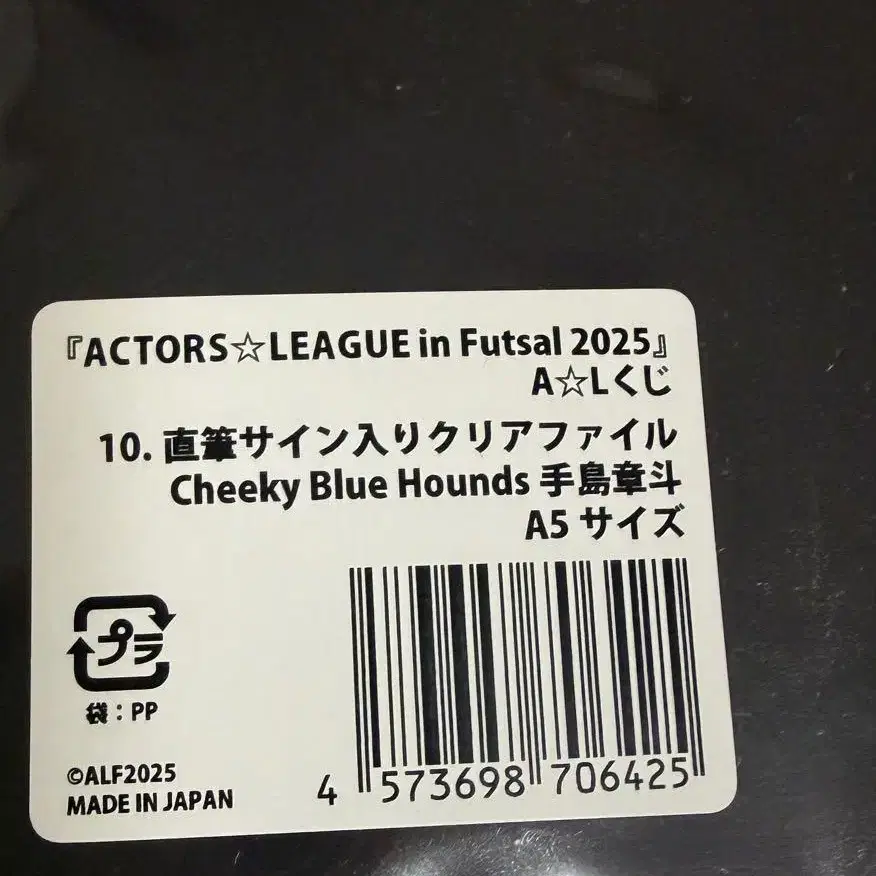 『ACTORS☆LEAGUE in Futsal 2025』
A☆Lくじ
10. 直筆サイン入りクリアファイル
Cheeky Blue Hounds 手島章斗
A5 サイズ
プラ
袋：PP
©ALF2025
MADE IN JAPAN
4 573698 706425